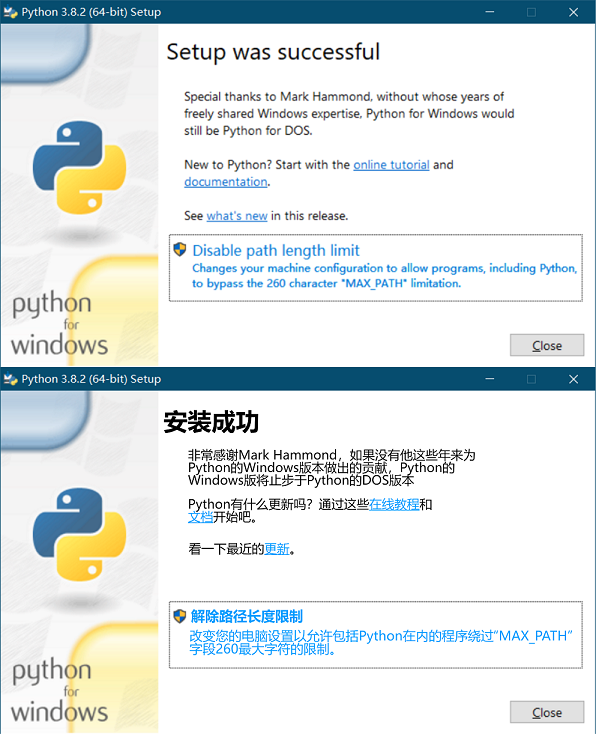 Python 3.8.2 (64-bit) Setup
Setup was successful
Special thanks to Mark Hammond, without whose years of
freely shared Windows expertise, Python for Windows would
still be Python for DOS.
New to Python? Start with the online tutorial and
documentation.
See what's new in this release.
Disable path length limit
Changes your machine configuration to allow programs, including Python,
to bypass the 260 character "MAX_PATH" limitation.
python
for
windows
Close
Python 3.8.2 (64-bit) Setup
安装成功
非常感谢Mark Hammond，如果没有他这些年来为
Python的Windows版本做出的贡献，Python的
Windows版将止步于Python的DOS版本
Python有什么更新吗？通过这些在线教程和
文档开始吧。
看一下最近的更新。
解除路径长度限制
改变您的电脑设置以允许包括Python在内的程序绕过“MAX_PATH”
字段260最大字符的限制。
python
for
windows
Close